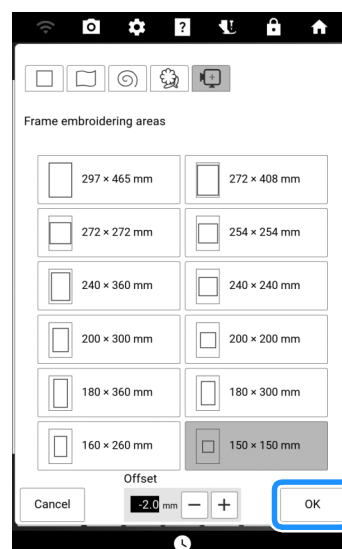 ?
Frame embroidering areas
297 × 465 mm
272 × 408 mm
272 × 272 mm
254 × 254 mm
240 × 360 mm
240 × 240 mm
200 × 300 mm
200 × 200 mm
180 × 360 mm
180 × 300 mm
160 × 260 mm
150 × 150 mm
Offset
Cancel
-2.0 mm
− +
OK